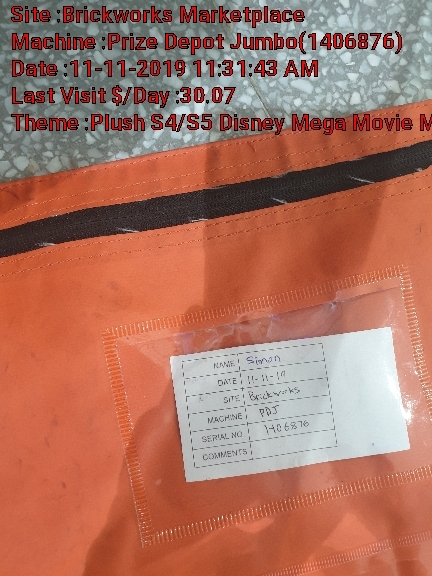 Site :Brickworks Marketplace
Machine :Prize Depot Jumbo(1406876)
Date :11-11-2019 11:31:43 AM
Last Visit $/Day :30.07
Theme :Plush S4/S5 Disney Mega Movie M
NAME Simon
DATE 11-11-19
SITE Brickworks
MACHINE PDJ
SERIAL NO 1406876
COMMENTS